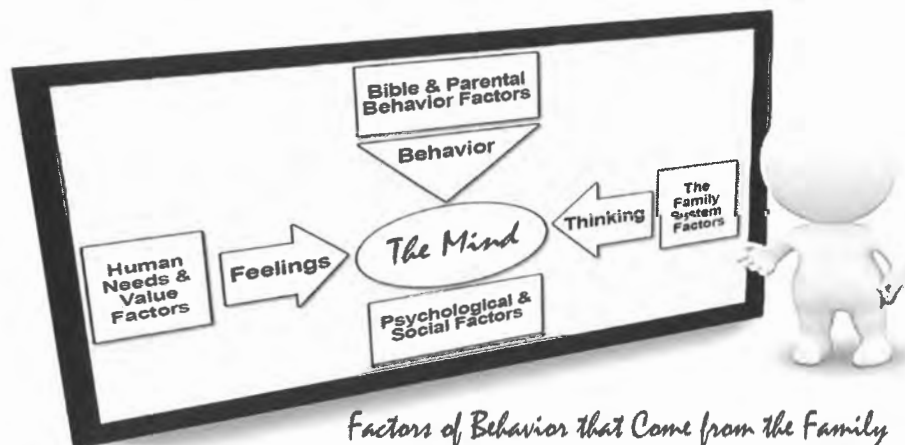 Bible & Parental
Behavior Factors
Behavior
Human
Needs &
Value
Factors
Feelings
The Mind
Thinking
The
Family
System
Factors
Psychological &
Social Factors
Factors of Behavior that Come from the Family